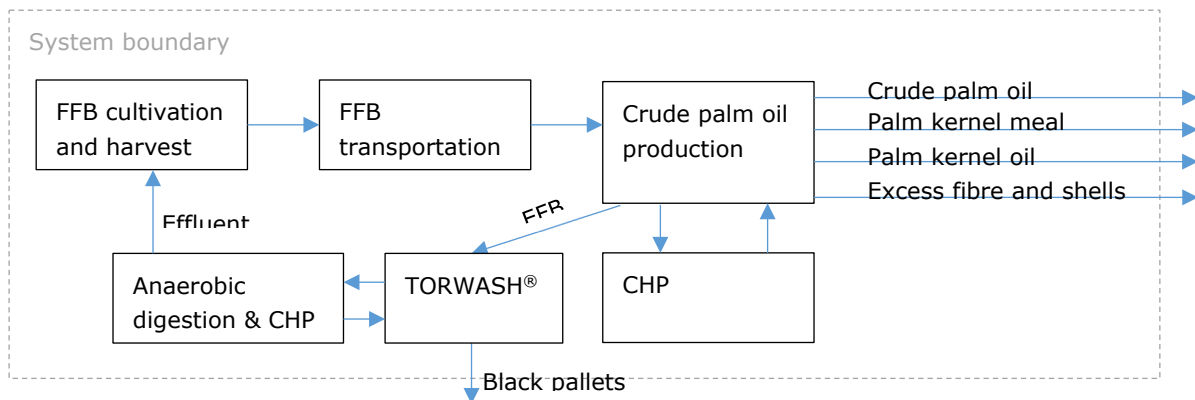 System boundary
FFB cultivation
and harvest
FFB
transportation
Crude palm oil
production
Crude palm oil
Palm kernel meal
Palm kernel oil
Excess fibre and shells
Effluent
Anaerobic
digestion & CHP
TORWASH®
CHP
Black pallets